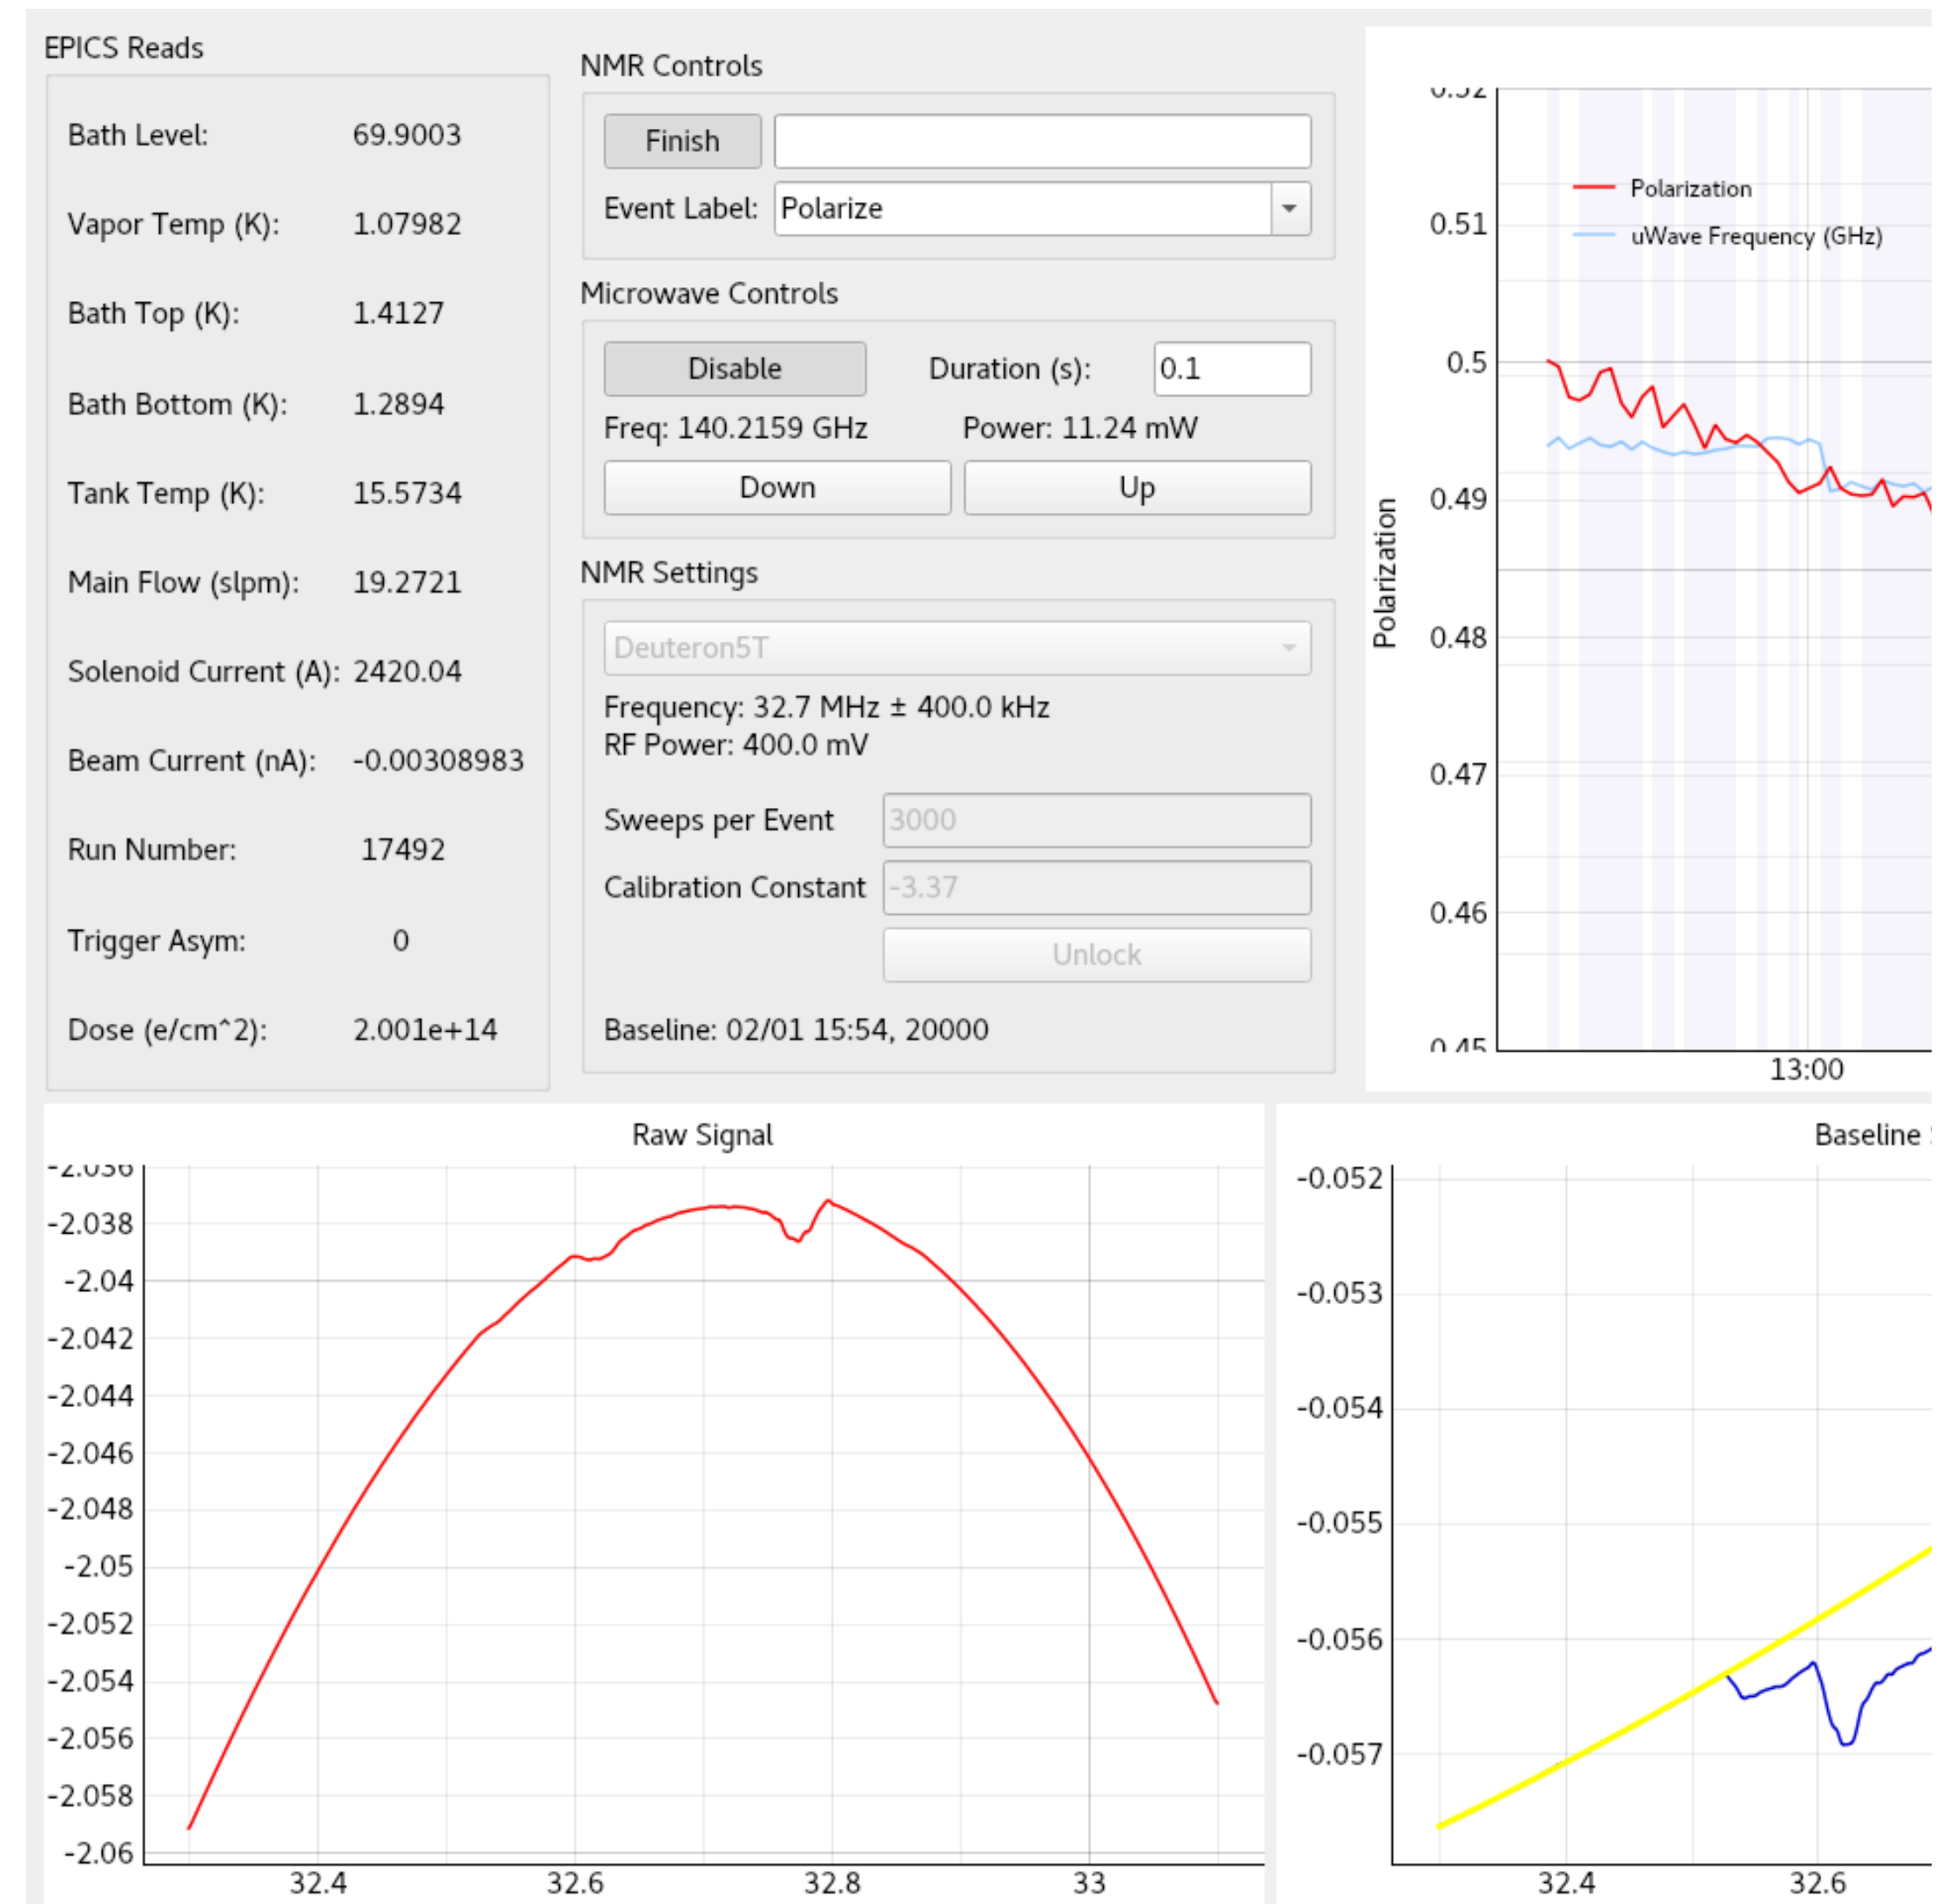 EPICS Reads
Bath Level: 69.9003
Vapor Temp (K): 1.07982
Bath Top (K): 1.4127
Bath Bottom (K): 1.2894
Tank Temp (K): 15.5734
Main Flow (slpm): 19.2721
Solenoid Current (A): 2420.04
Beam Current (nA): -0.00308983
Run Number: 17492
Trigger Asym: 0
Dose (e/cm^2): 2.001e+14
NMR Controls
Finish
Event Label: Polarize
Microwave Controls
Disable Duration (s): 0.1
Freq: 140.2159 GHz Power: 11.24 mW
Down Up
NMR Settings
Deuteron5T
Frequency: 32.7 MHz ± 400.0 kHz
RF Power: 400.0 mV
Sweeps per Event 3000
Calibration Constant -3.37
Unlock
Baseline: 02/01 15:54, 20000
Polarization
0.52
0.51
0.5
0.49
0.48
0.47
0.46
0.45
Polarization
uWave Frequency (GHz)
13:00
Raw Signal
-2.036
-2.038
-2.04
-2.042
-2.044
-2.046
-2.048
-2.05
-2.052
-2.054
-2.056
-2.058
-2.06
32.4 32.6 32.8 33
Baseline
-0.052
-0.053
-0.054
-0.055
-0.056
-0.057
32.4 32.6